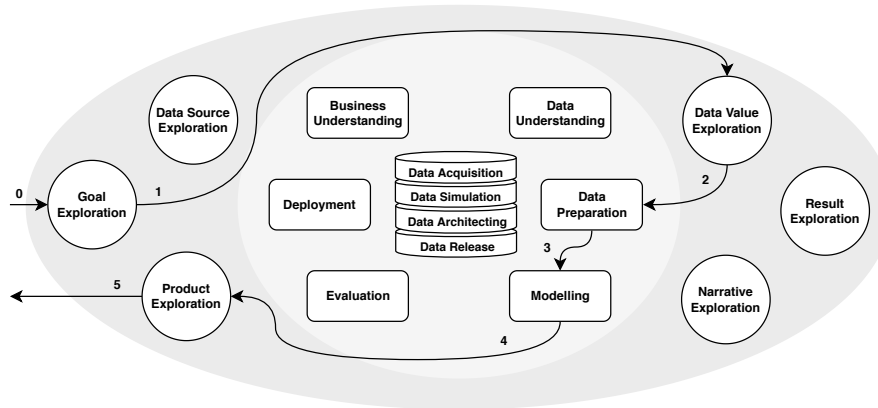 Data Source
Exploration
Business
Understanding
Data
Understanding
Data Value
Exploration
0
Goal
Exploration
1
Deployment
Data Acquisition
Data Simulation
Data Architecting
Data Release
Data
Preparation
2
Result
Exploration
3
5
Product
Exploration
Evaluation
Modelling
Narrative
Exploration
4